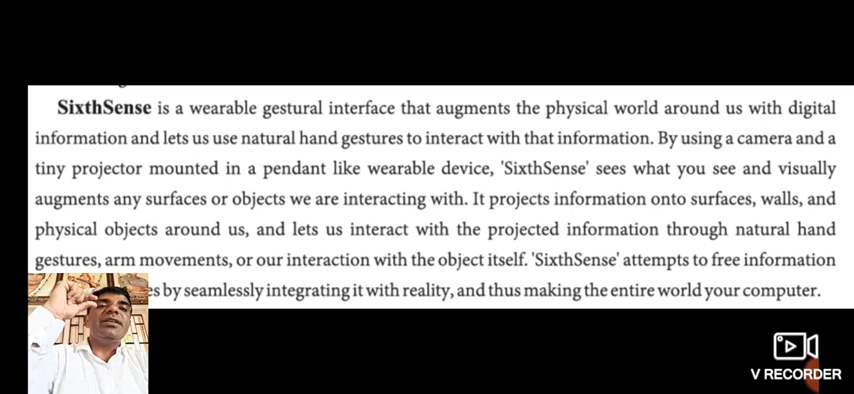 SixthSense is a wearable gestural interface that augments the physical world around us with digital
information and lets us use natural hand gestures to interact with that information. By using a camera and a
tiny projector mounted in a pendant like wearable device, 'SixthSense' sees what you see and visually
augments any surfaces or objects we are interacting with. It projects information onto surfaces, walls, and
physical objects around us, and lets us interact with the projected information through natural hand
gestures, arm movements, or our interaction with the object itself. 'SixthSense' attempts to free information
by seamlessly integrating it with reality, and thus making the entire world your computer.
V RECORDER